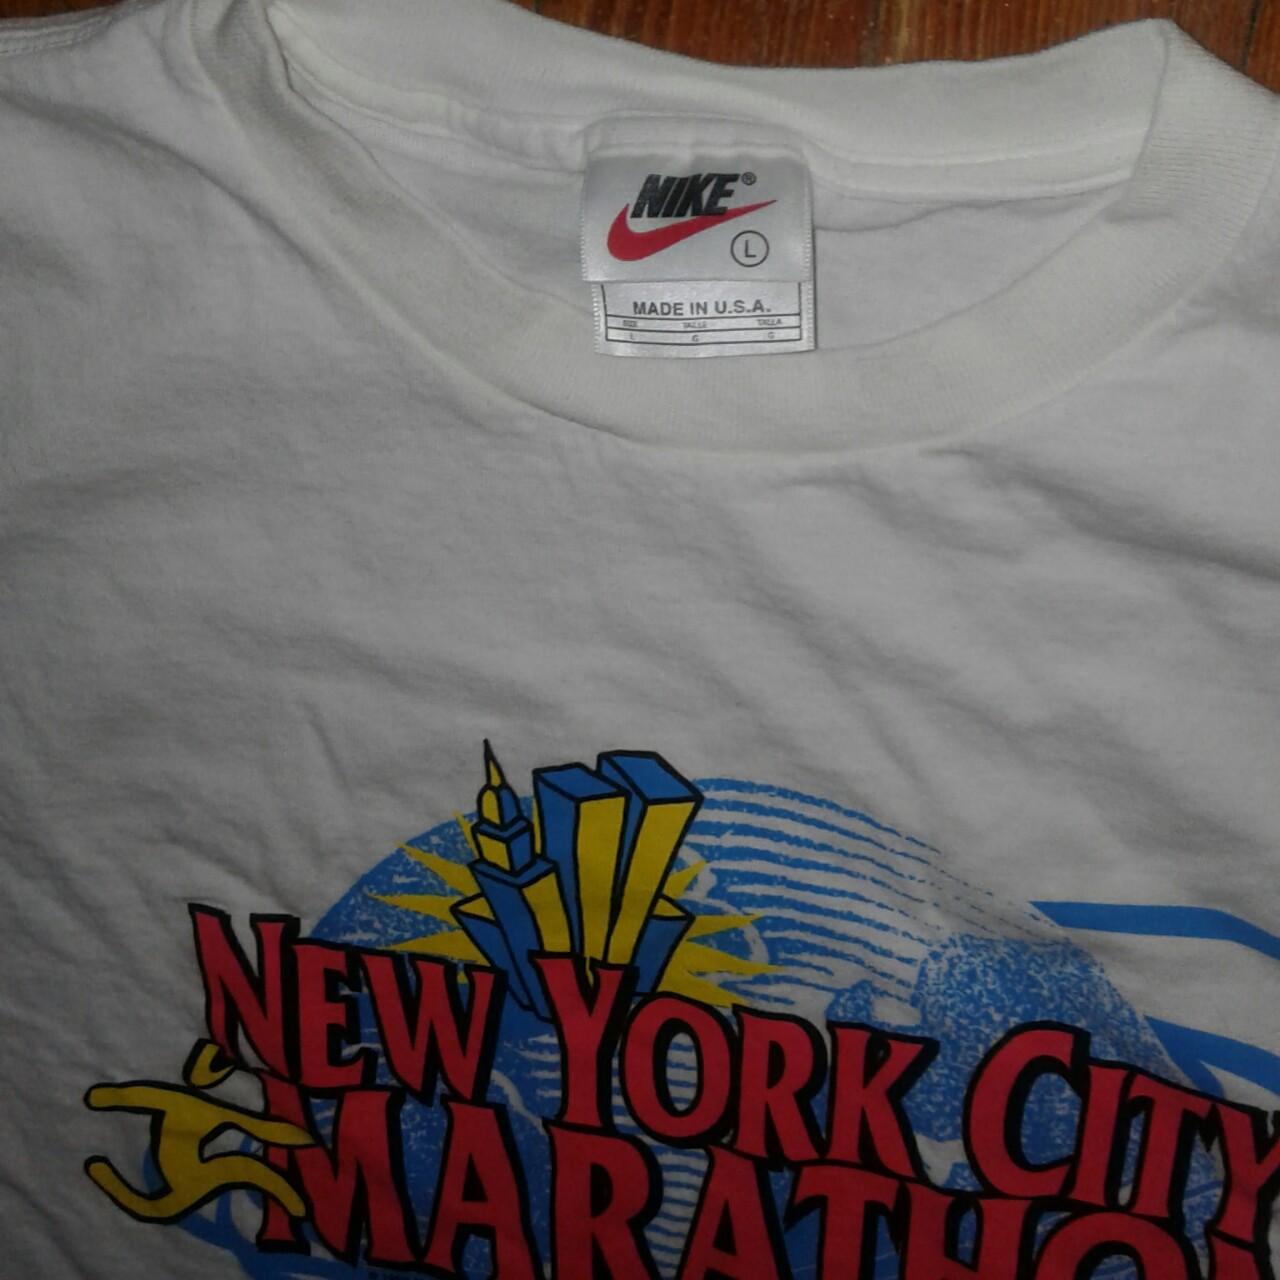 NIKE®
L
MADE IN U.S.A.
SIZE TAILLE TALLA
L G G
NEW YORK CITY
MARATHO